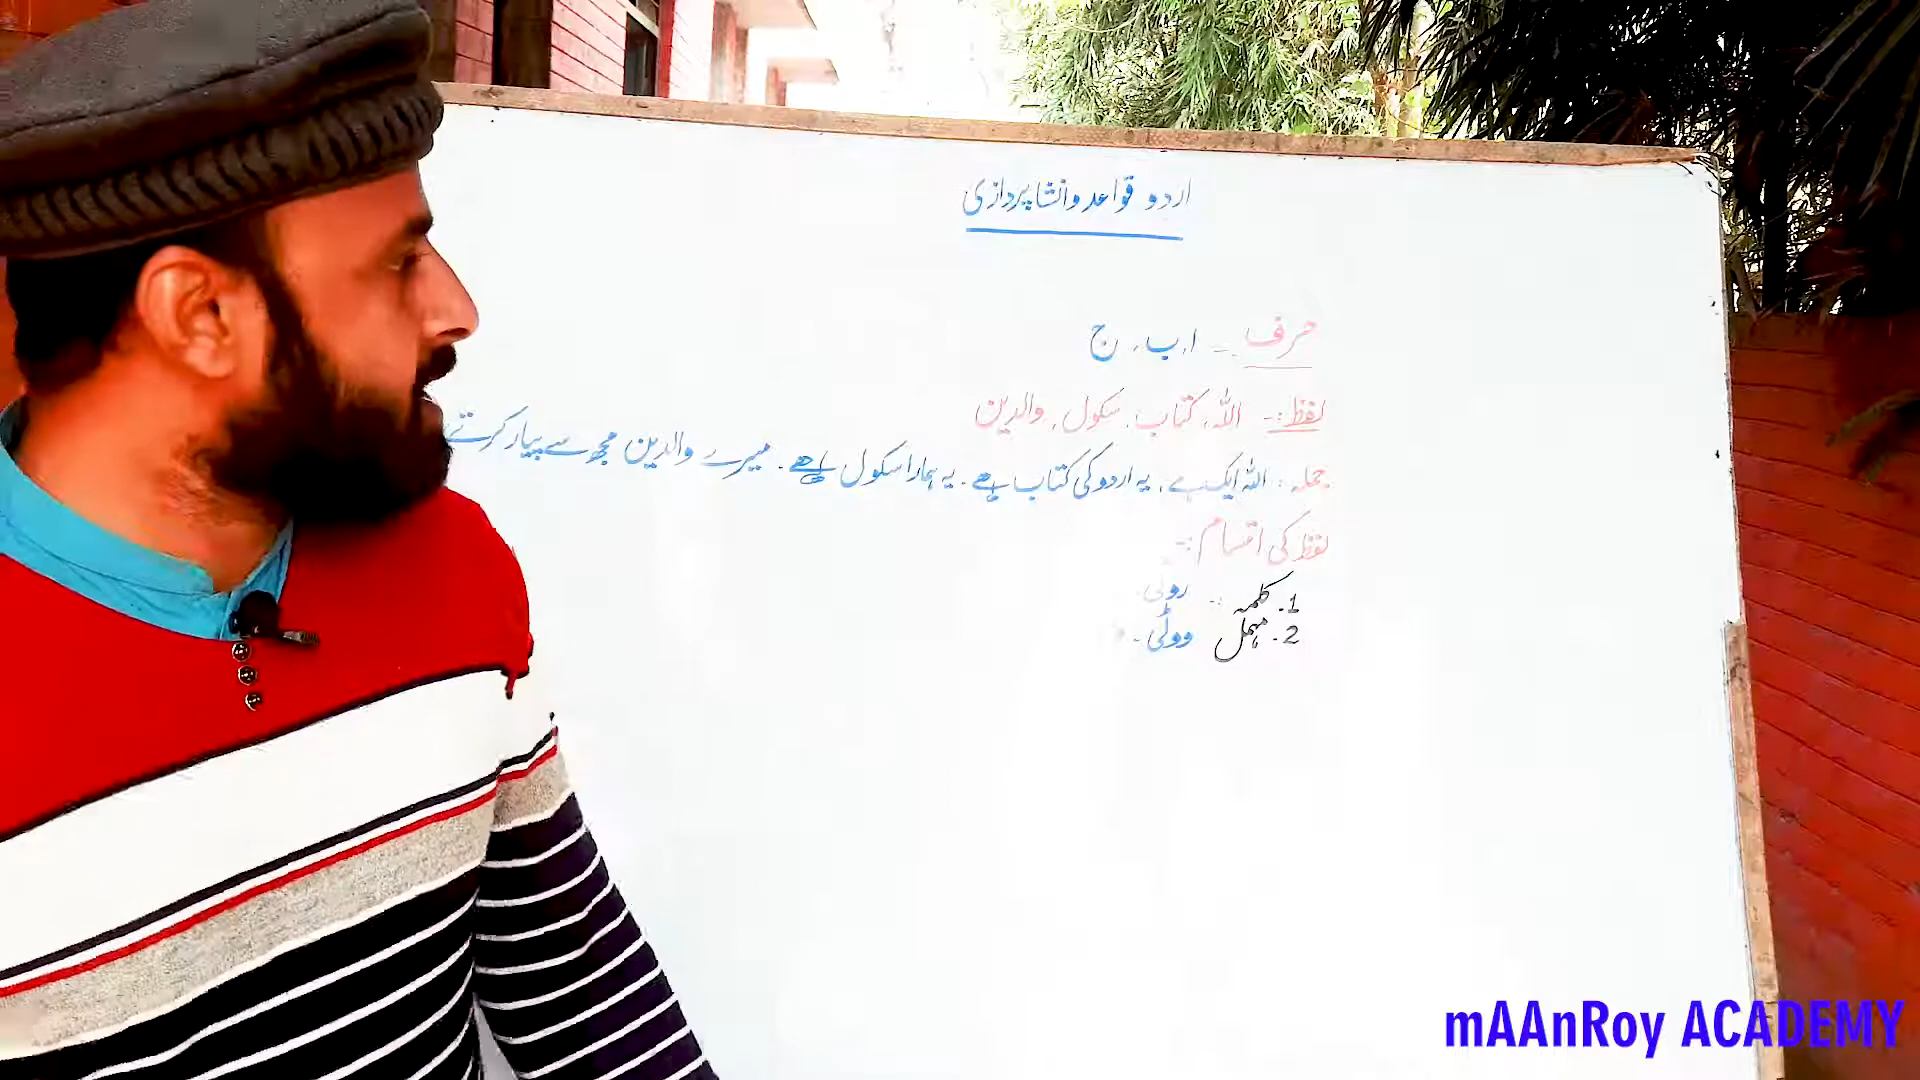 اردو قواعد و انشا پردازی
حرف :- ا، ب، ج
لفظ :- اللہ، کتاب، سکول، والدین
جملہ : اللہ ایک ہے، یہ اردو کی کتاب ہے۔ یہ ہمارا سکول ہے۔ میرے والدین مجھ سے پیار کرتے
لفظ کی اقسام :-
1. کلمہ :- روٹی
2. مہمل ووٹی -
mAAnRoy ACADEMY